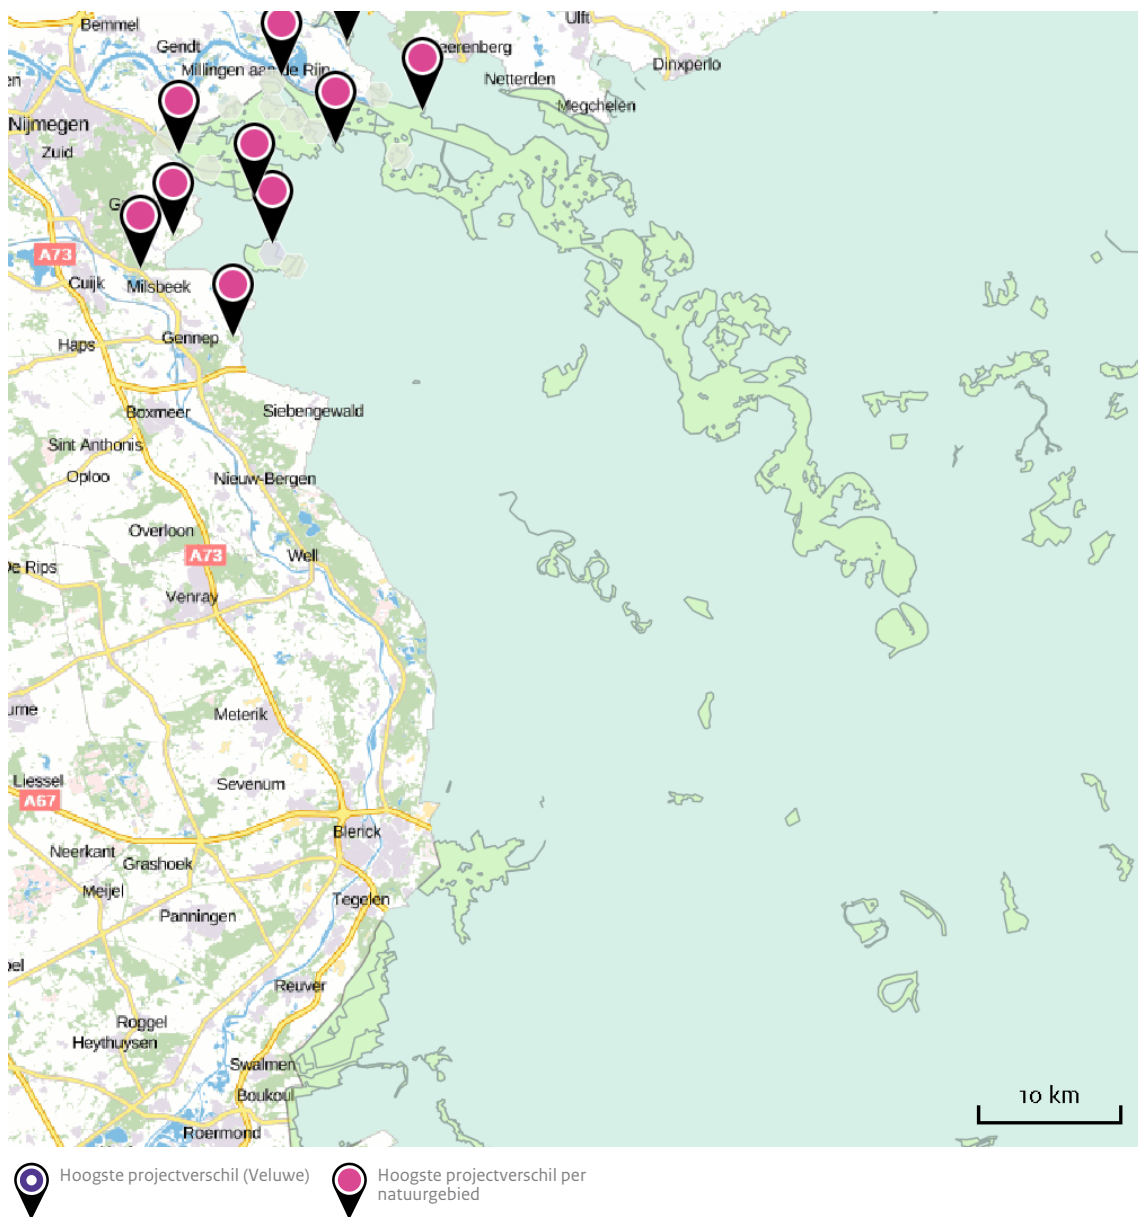 Bemmel
Ulft
Gendt
Netterden
Dinxperlo
Millingen aan de Rijn
Megchelen
Nijmegen
Zuid
A73
Cuijk
Milsbeek
Gennep
Haps
Boxmeer
Siebengewald
Sint Anthonis
Oploo
Nieuw-Bergen
Overloon
A73
Well
De Rips
Venray
Meterik
Liessel
Sevenum
A67
Blerick
Neerkant
Grashoek
Meijel
Tegelen
Panningen
Reuver
Roggel
Heythuysen
Swalmen
Boukoul
10 km
Roermond
Hoogste projectverschil (Veluwe)
Hoogste projectverschil per
natuurgebied